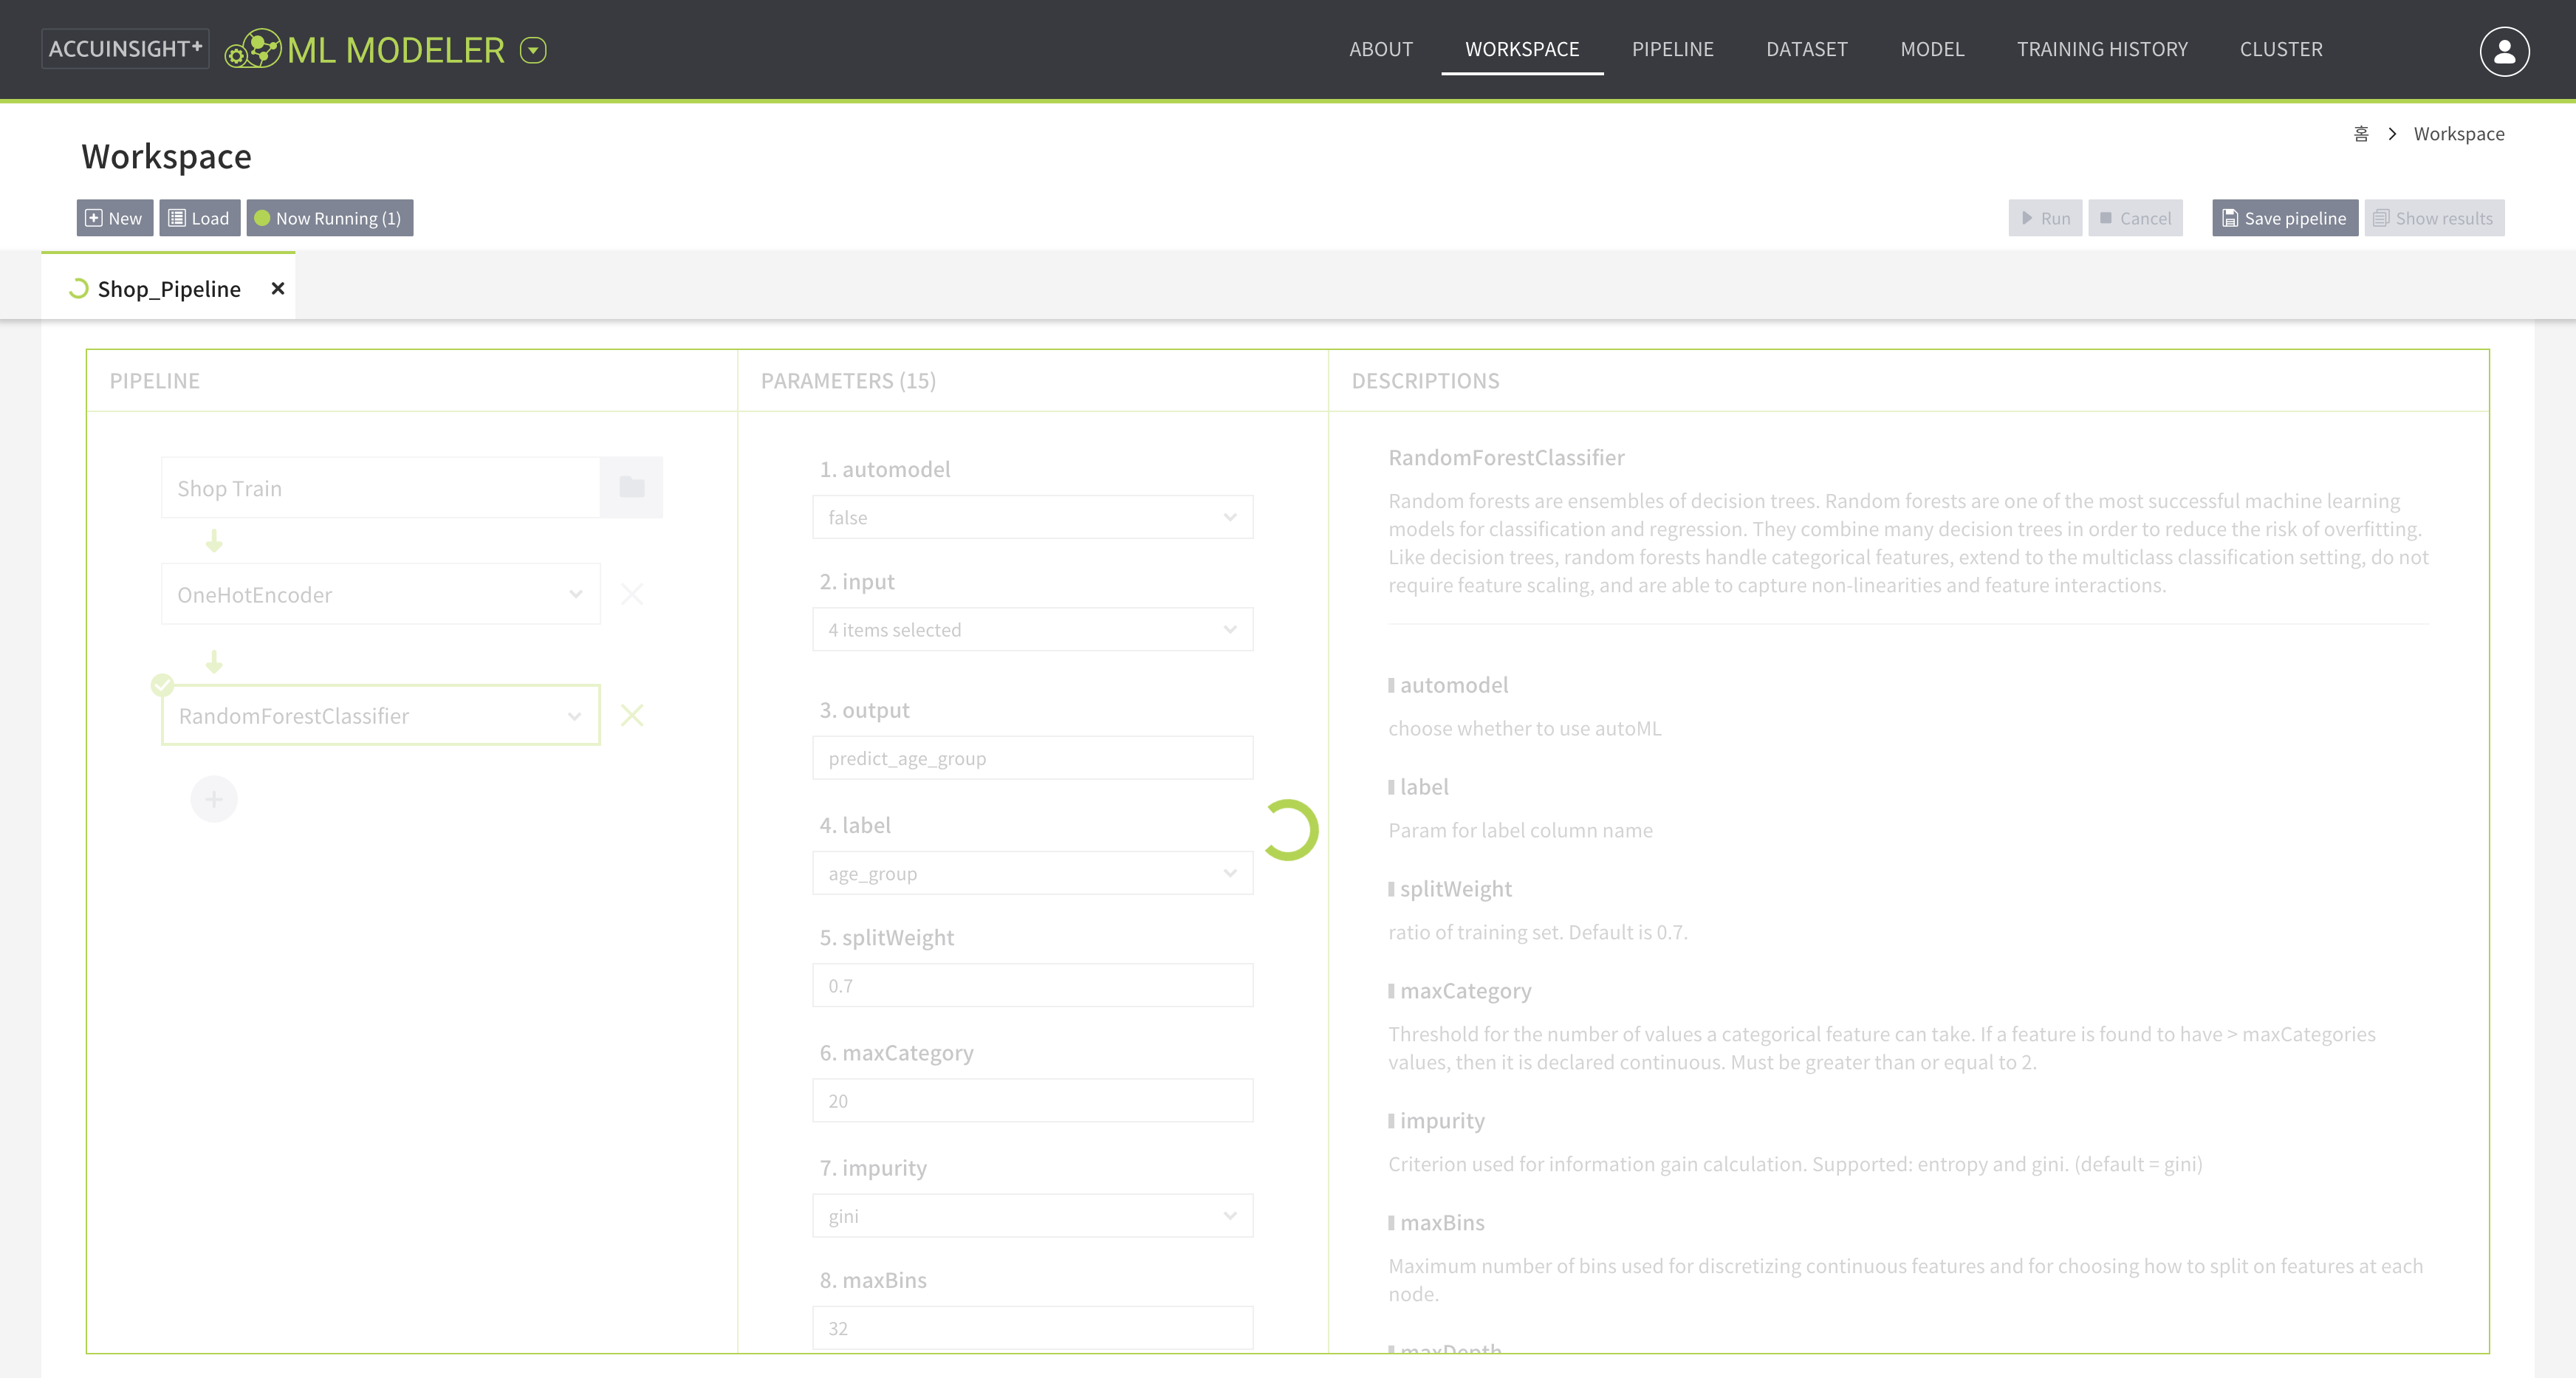 ACCUINSIGHT+ ML MODELER
ABOUT WORKSPACE PIPELINE DATASET MODEL TRAINING HISTORY CLUSTER
홈 > Workspace
Workspace
New Load Now Running (1) Run Cancel Save pipeline Show results
Shop_Pipeline
PIPELINE
Shop Train
OneHotEncoder
RandomForestClassifier
PARAMETERS (15)
1. automodel
false
2. input
4 items selected
3. output
predict_age_group
4. label
age_group
5. splitWeight
0.7
6. maxCategory
20
7. impurity
gini
8. maxBins
32
DESCRIPTIONS
RandomForestClassifier
Random forests are ensembles of decision trees. Random forests are one of the most successful machine learning
models for classification and regression. They combine many decision trees in order to reduce the risk of overfitting.
Like decision trees, random forests handle categorical features, extend to the multiclass classification setting, do not
require feature scaling, and are able to capture non-linearities and feature interactions.
automodel
choose whether to use autoML
label
Param for label column name
splitWeight
ratio of training set. Default is 0.7.
maxCategory
Threshold for the number of values a categorical feature can take. If a feature is found to have > maxCategories
values, then it is declared continuous. Must be greater than or equal to 2.
impurity
Criterion used for information gain calculation. Supported: entropy and gini. (default = gini)
maxBins
Maximum number of bins used for discretizing continuous features and for choosing how to split on features at each
node.
maxDepth